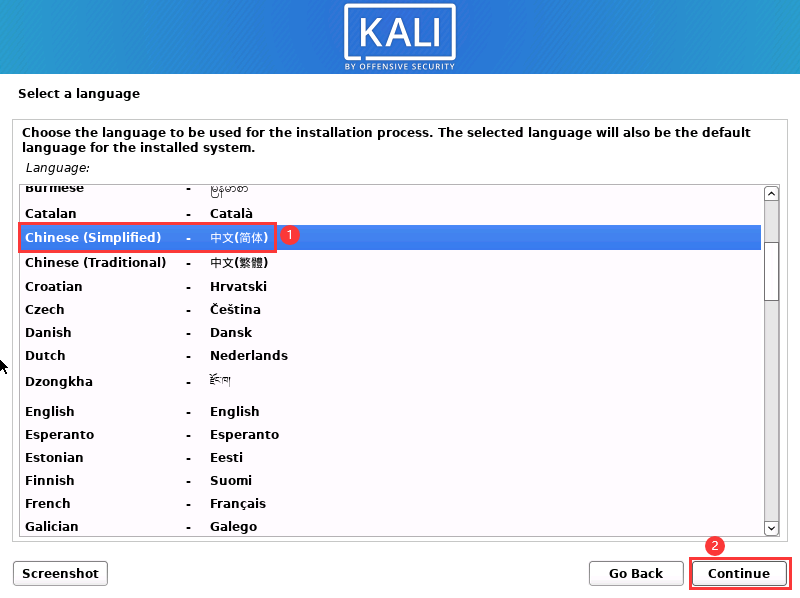 KALI
BY OFFENSIVE SECURITY
Select a language
Choose the language to be used for the installation process. The selected language will also be the default
language for the installed system.
Language:
Burmese - မြန်မာစာ
Catalan - Català
Chinese (Simplified) - 中文(简体) 1
Chinese (Traditional) - 中文(繁體)
Croatian - Hrvatski
Czech - Čeština
Danish - Dansk
Dutch - Nederlands
Dzongkha - རྫོང་ཁ།
English - English
Esperanto - Esperanto
Estonian - Eesti
Finnish - Suomi
French - Français
Galician - Galego
2
Screenshot Go Back Continue